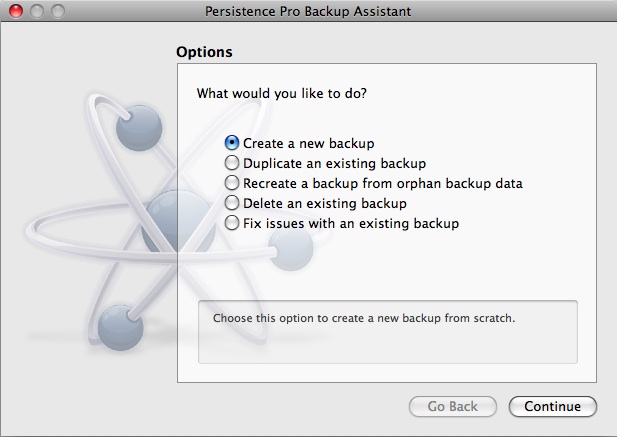 Persistence Pro Backup Assistant
Options
What would you like to do?
Create a new backup
Duplicate an existing backup
Recreate a backup from orphan backup data
Delete an existing backup
Fix issues with an existing backup
Choose this option to create a new backup from scratch.
Go Back
Continue